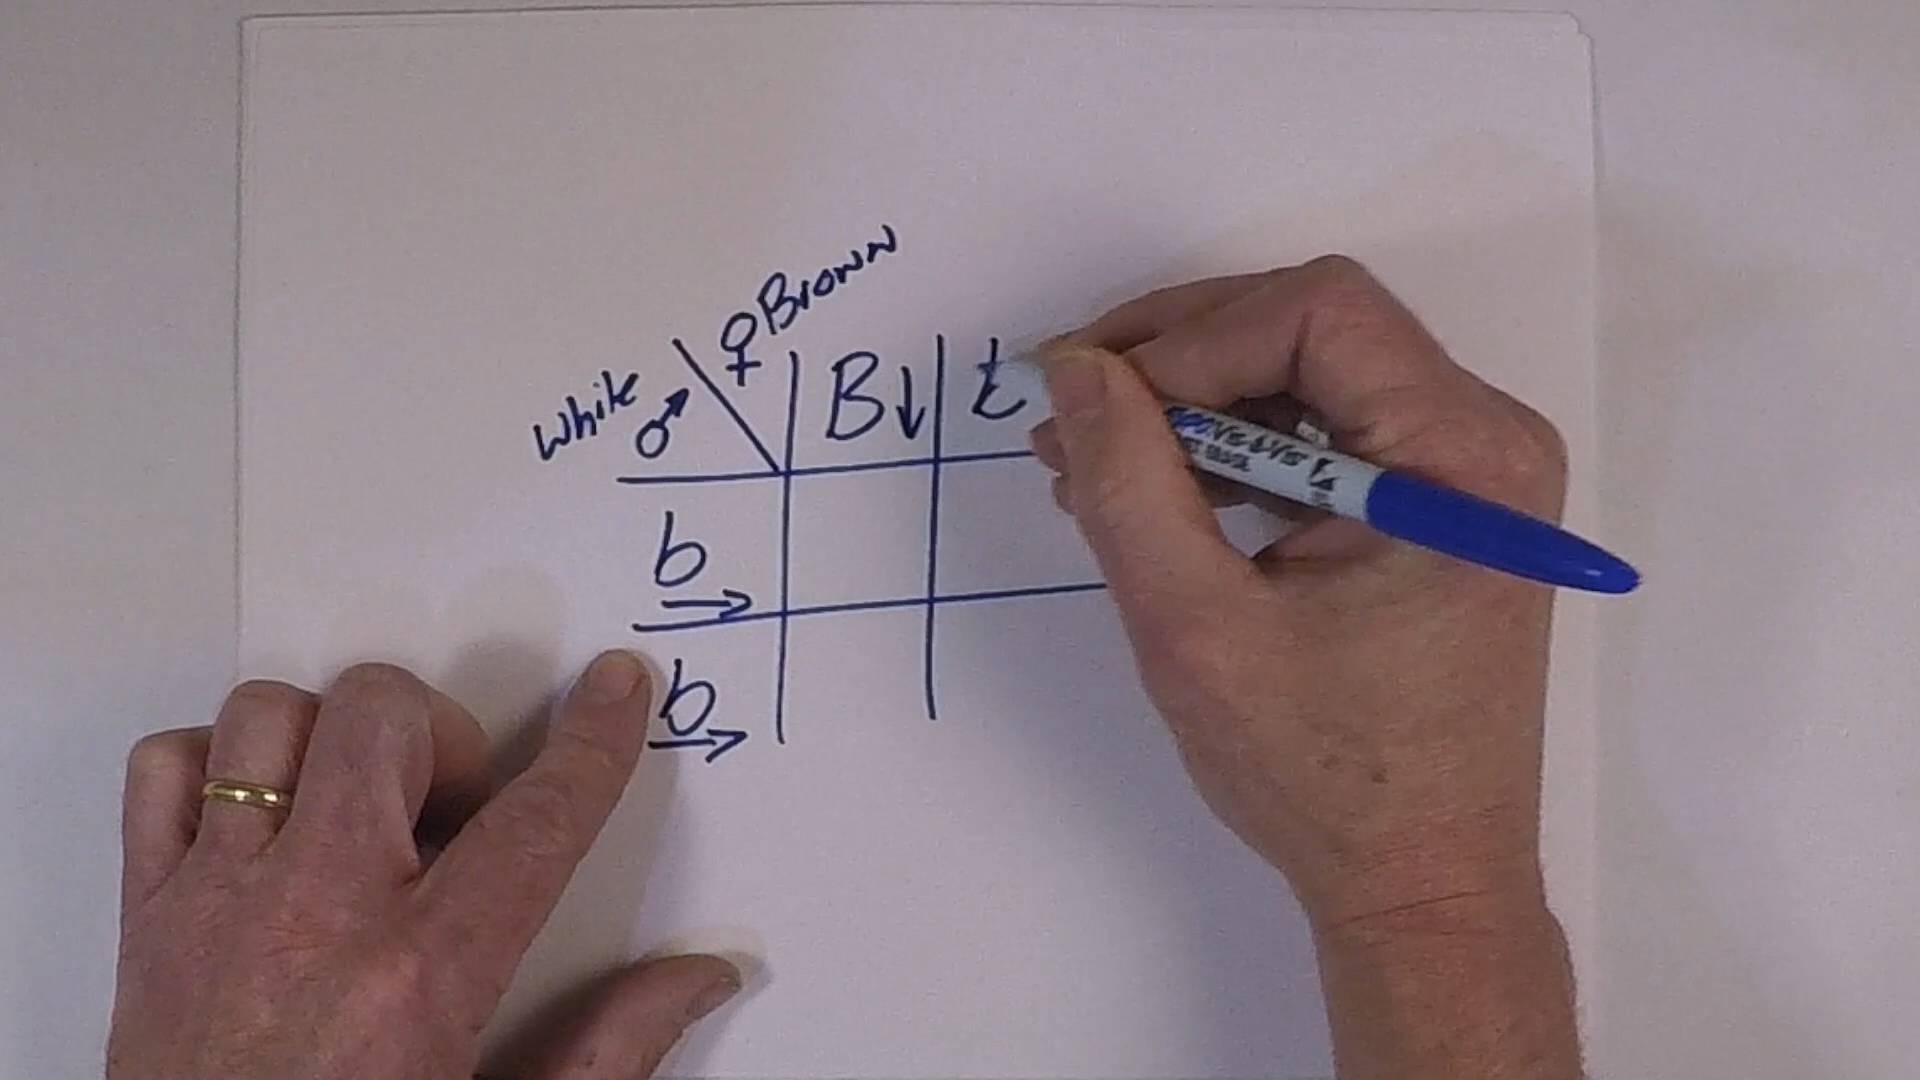 ♀ Brown
White ♂
B↓
b →
b →